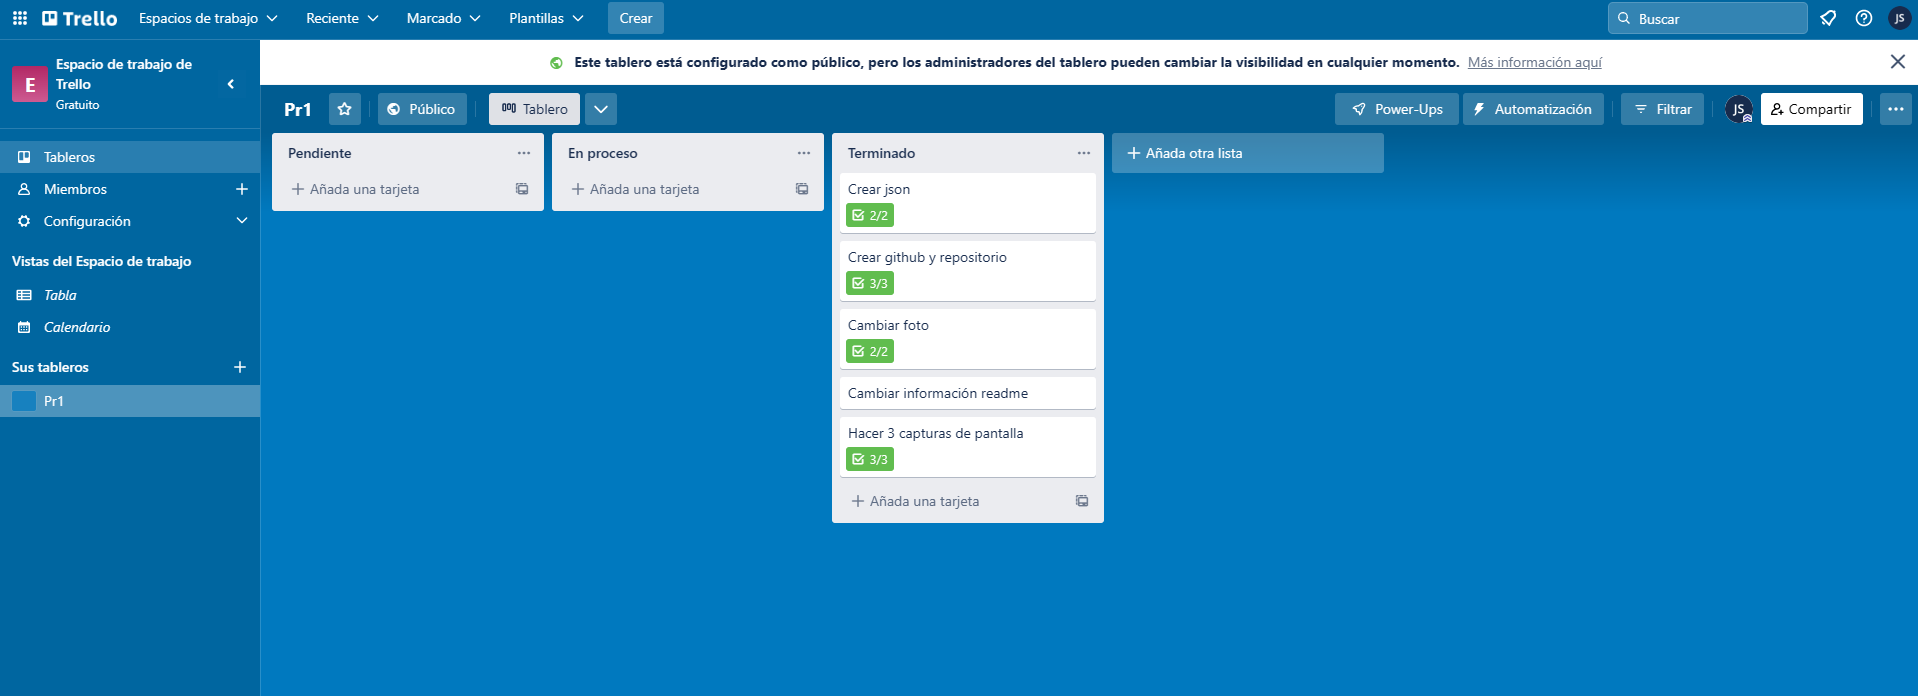 Trello
Espacios de trabajo
Reciente
Marcado
Plantillas
Crear
Buscar
JS
E
Espacio de trabajo de
Trello
Gratuito
Tableros
Miembros
Configuración
Vistas del Espacio de trabajo
Tabla
Calendario
Sus tableros
Pr1
Este tablero está configurado como público, pero los administradores del tablero pueden cambiar la visibilidad en cualquier momento. Más información aquí
Pr1
Público
Tablero
Power-Ups
Automatización
Filtrar
JS
Compartir
Pendiente
Añada una tarjeta
En proceso
Añada una tarjeta
Terminado
Crear json
2/2
Crear github y repositorio
3/3
Cambiar foto
2/2
Cambiar información readme
Hacer 3 capturas de pantalla
3/3
Añada una tarjeta
Añada otra lista